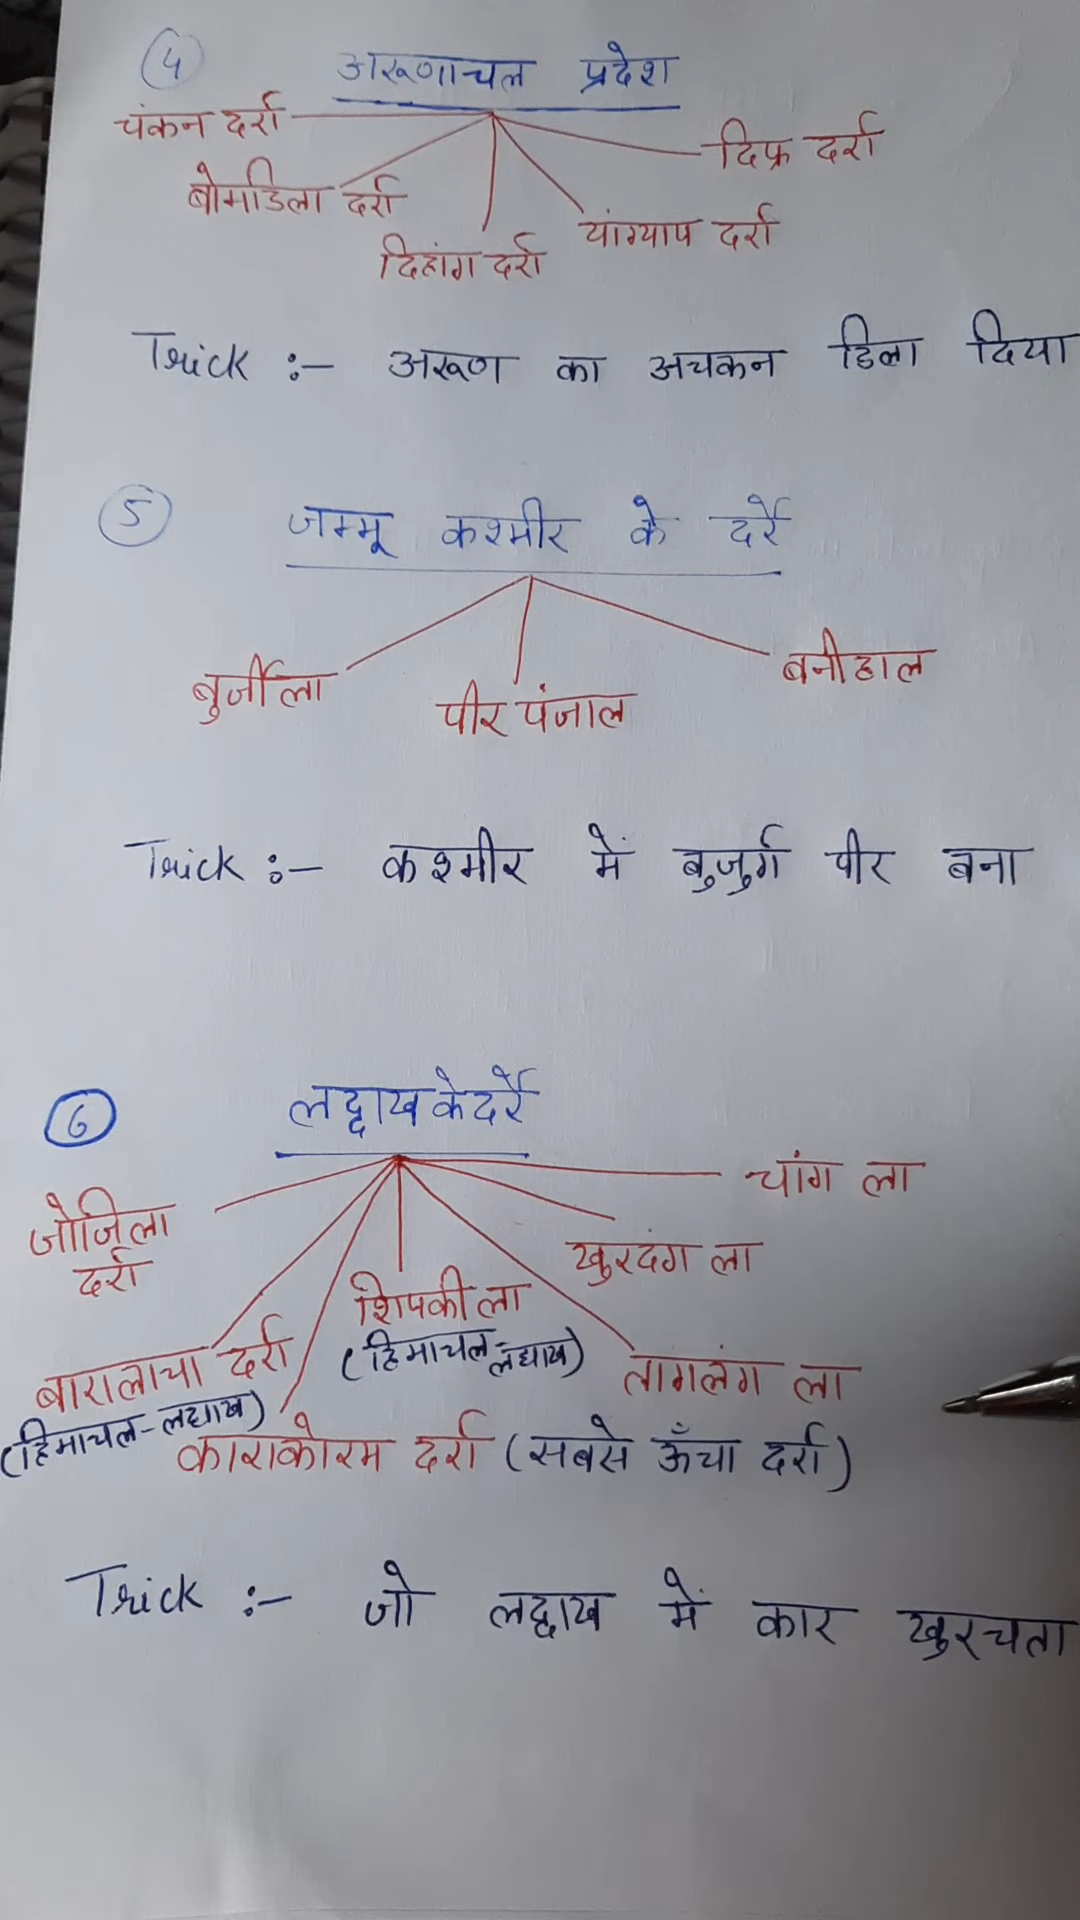 4 अरूणाचल प्रदेश
चंकन दर्रा
दिफ्र दर्रा
बोमडिला दर्रा
यांग्याप दर्रा
दिहांग दर्रा
Trick :- अरूण का अचकन डिला दिया
5 जम्मू कश्मीर के दर्रे
बुर्जीला
पीर पंजाल
बनीहाल
Trick :- कश्मीर में बुजुर्ग पीर बना
6 लद्दाख के दर्रे
चांग ला
जोजिला
दर्रा
खुरदंग ला
शिपकी ला
(हिमाचल-लद्याख)
बारालाचा दर्रा
(हिमाचल-लद्याख)
तागलंग ला
काराकोरम दर्रा (सबसे ऊँचा दर्रा)
Trick :- जो लद्दाख में कार खुरचता